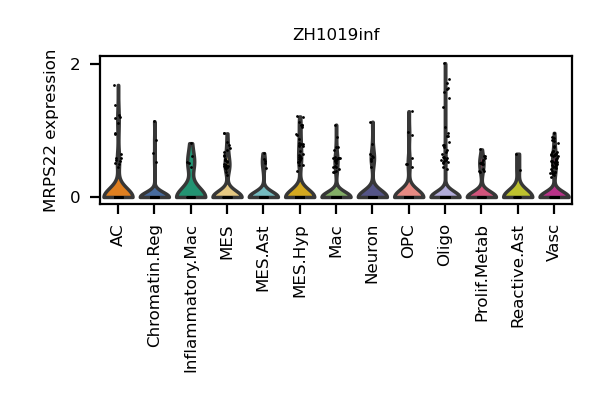 ZH1019inf
MRPS22 expression
2
0
AC
Chromatin.Reg
Inflammatory.Mac
MES
MES.Ast
MES.Hyp
Mac
Neuron
OPC
Oligo
Prolif.Metab
Reactive.Ast
Vasc